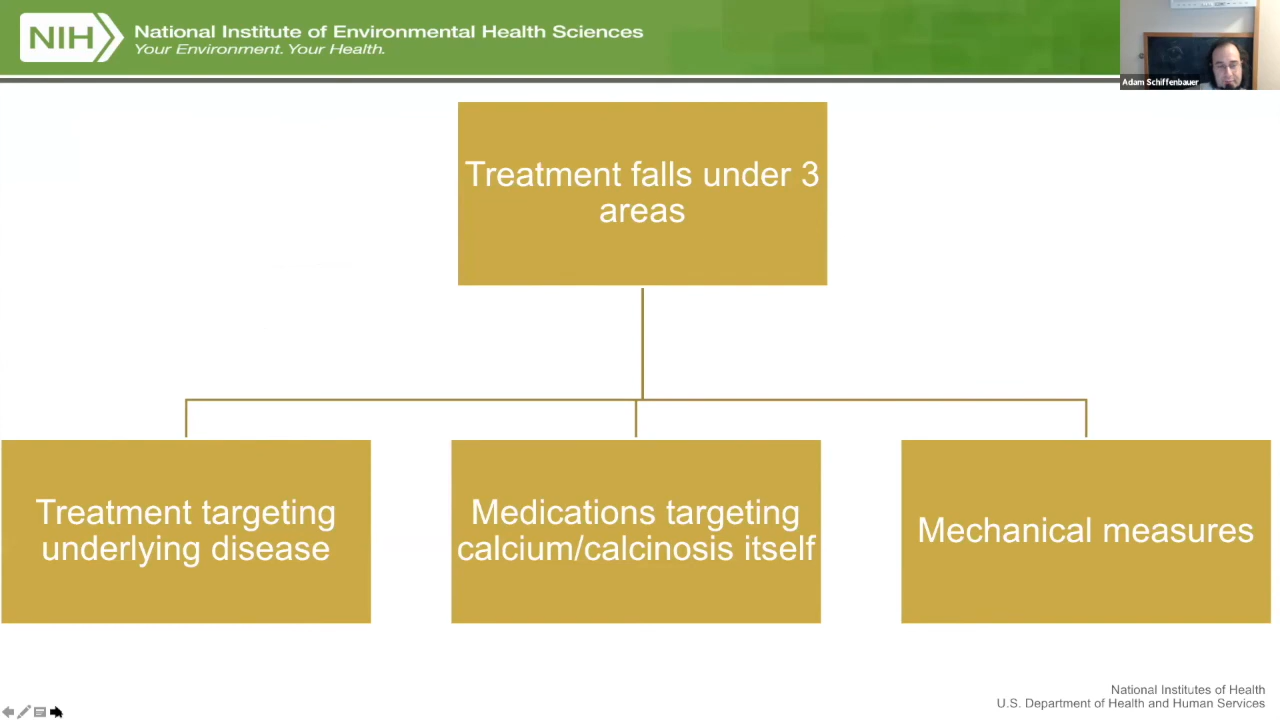 NIH
National Institute of Environmental Health Sciences
Your Environment. Your Health.
Adam Schiffenbauer
Treatment falls under 3
areas
Treatment targeting
underlying disease
Medications targeting
calcium/calcinosis itself
Mechanical measures
National Institutes of Health
U.S. Department of Health and Human Services